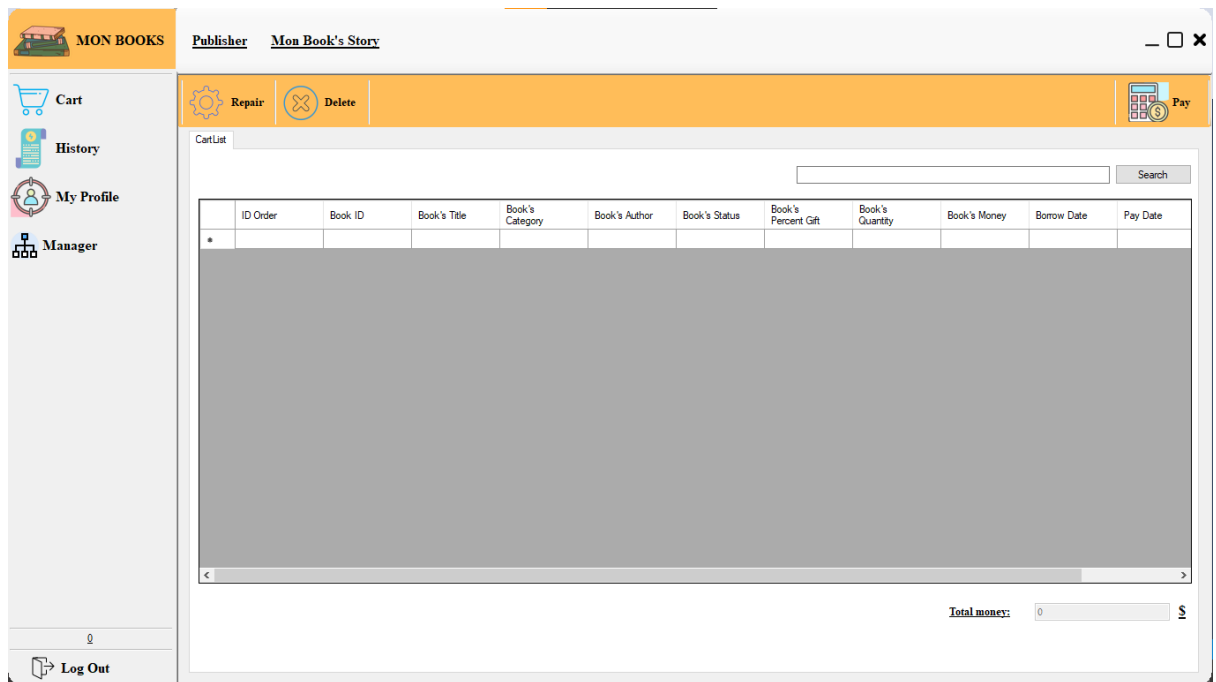 MON BOOKS
Publisher
Mon Book's Story
Cart
History
My Profile
Manager
0
Log Out
Repair
Delete
Pay
CartList
Search
ID Order
Book ID
Book's Title
Book's
Category
Book's Author
Book's Status
Book's
Percent Gift
Book's
Quantity
Book's Money
Borrow Date
Pay Date
Total money:
0
$